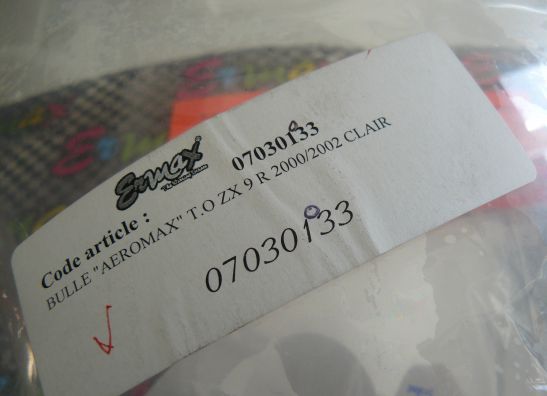 Ermax
Code article : 07030133
BULLE "AEROMAX" T.O ZX 9 R 2000/2002 CLAIR
07030133